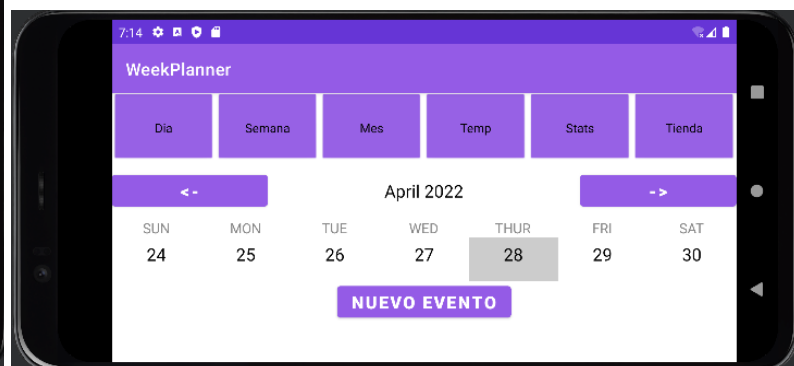 7:14
WeekPlanner
Dia Semana Mes Temp Stats Tienda
<- April 2022 ->
SUN MON TUE WED THUR FRI SAT
24 25 26 27 28 29 30
NUEVO EVENTO